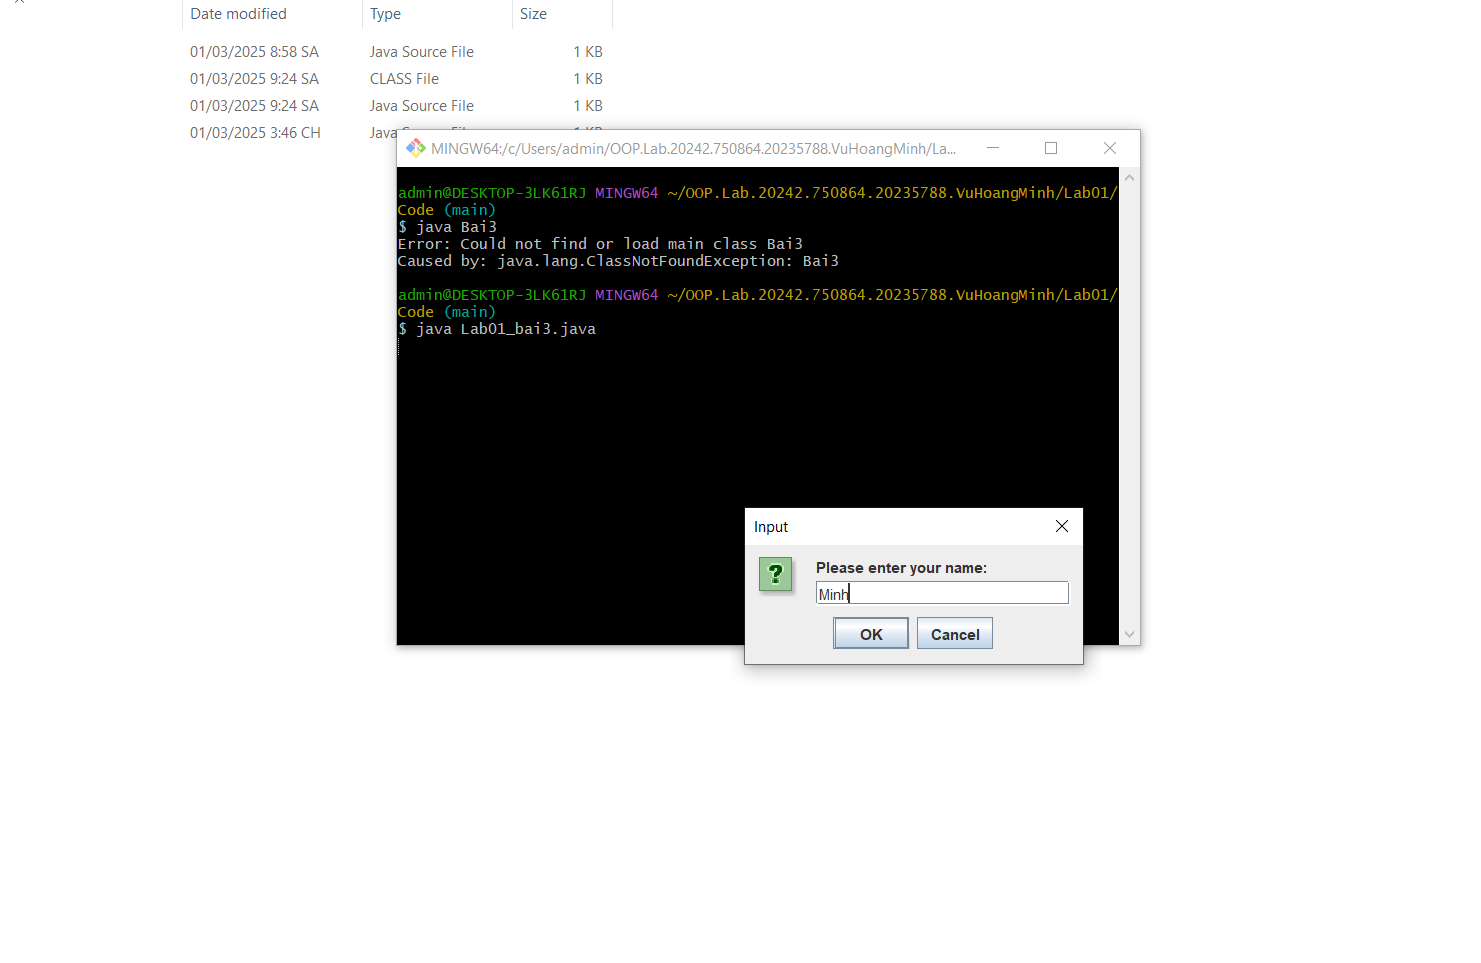 Date modified Type Size
01/03/2025 8:58 SA Java Source File 1 KB
01/03/2025 9:24 SA CLASS File 1 KB
01/03/2025 9:24 SA Java Source File 1 KB
01/03/2025 3:46 CH Java Source File 1 KB
MINGW64:/c/Users/admin/OOP.Lab.20242.750864.20235788.VuHoangMinh/La...
admin@DESKTOP-3LK61RJ MINGW64 ~/OOP.Lab.20242.750864.20235788.VuHoangMinh/Lab01/
Code (main)
$ java Bai3
Error: Could not find or load main class Bai3
Caused by: java.lang.ClassNotFoundException: Bai3
admin@DESKTOP-3LK61RJ MINGW64 ~/OOP.Lab.20242.750864.20235788.VuHoangMinh/Lab01/
Code (main)
$ java Lab01_bai3.java
Input
?
Please enter your name:
Minh
OK Cancel